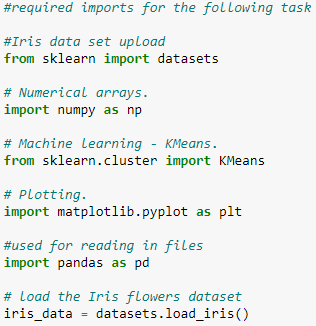 #required imports for the following task
#Iris data set upload
from sklearn import datasets
# Numerical arrays.
import numpy as np
# Machine learning - KMeans.
from sklearn.cluster import KMeans
# Plotting.
import matplotlib.pyplot as plt
#used for reading in files
import pandas as pd
# load the Iris flowers dataset
iris_data = datasets.load_iris()